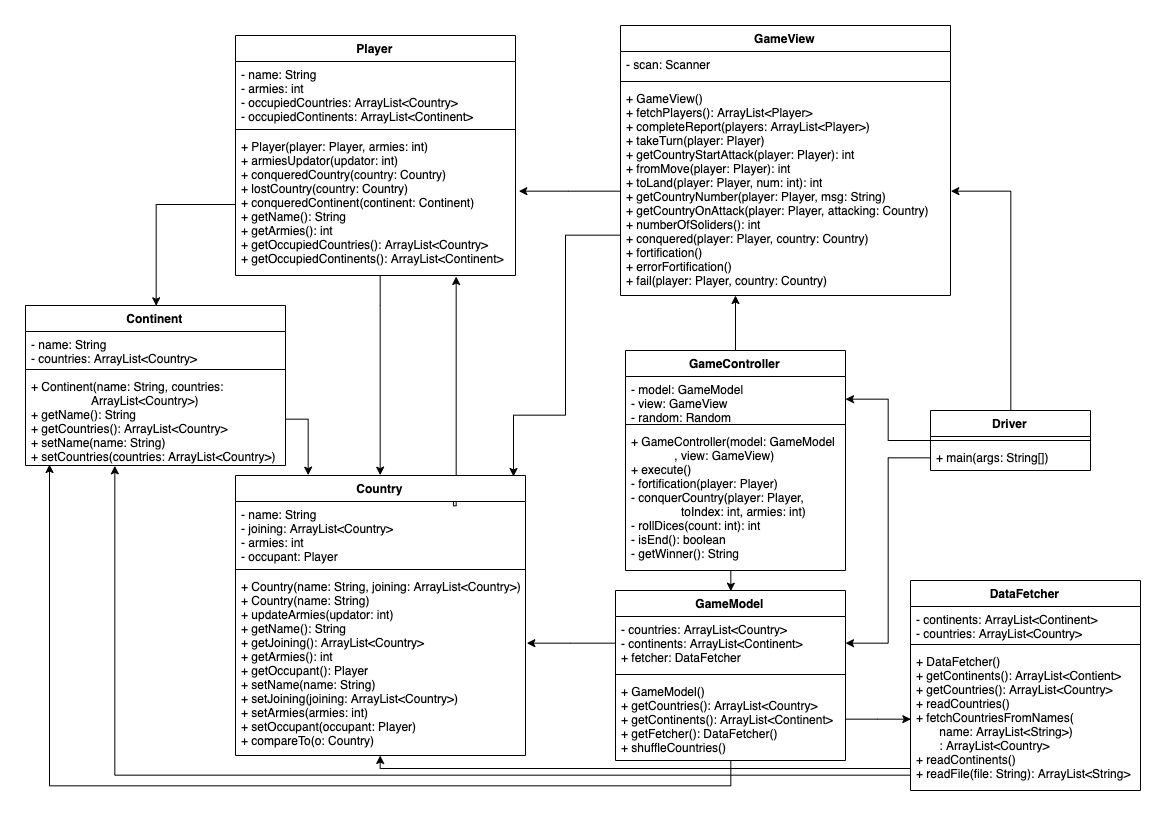 Player
- name: String
- armies: int
- occupiedCountries: ArrayList<Country>
- occupiedContinents: ArrayList<Continent>
+ Player(player: Player, armies: int)
+ armiesUpdator(updator: int)
+ conqueredCountry(country: Country)
+ lostCountry(country: Country)
+ conqueredContinent(continent: Continent)
+ getName(): String
+ getArmies(): int
+ getOccupiedCountries(): ArrayList<Country>
+ getOccupiedContinents(): ArrayList<Continent>
GameView
- scan: Scanner
+ GameView()
+ fetchPlayers(): ArrayList<Player>
+ completeReport(players: ArrayList<Player>)
+ takeTurn(player: Player)
+ getCountryStartAttack(player: Player): int
+ fromMove(player: Player): int
+ toLand(player: Player, num: int): int
+ getCountryNumber(player: Player, msg: String)
+ getCountryOnAttack(player: Player, attacking: Country)
+ numberOfSoliders(): int
+ conquered(player: Player, country: Country)
+ fortification()
+ errorFortification()
+ fail(player: Player, country: Country)
Continent
- name: String
- countries: ArrayList<Country>
+ Continent(name: String, countries:
ArrayList<Country>)
+ getName(): String
+ getCountries(): ArrayList<Country>
+ setName(name: String)
+ setCountries(countries: ArrayList<Country>)
GameController
- model: GameModel
- view: GameView
- random: Random
+ GameController(model: GameModel
, view: GameView)
+ execute()
- fortification(player: Player)
- conquerCountry(player: Player,
toIndex: int, armies: int)
- rollDices(count: int): int
- isEnd(): boolean
- getWinner(): String
Driver
+ main(args: String[])
Country
- name: String
- joining: ArrayList<Country>
- armies: int
- occupant: Player
+ Country(name: String, joining: ArrayList<Country>)
+ Country(name: String)
+ updateArmies(updator: int)
+ getName(): String
+ getJoining(): ArrayList<Country>
+ getArmies(): int
+ getOccupant(): Player
+ setName(name: String)
+ setJoining(joining: ArrayList<Country>)
+ setArmies(armies: int)
+ setOccupant(occupant: Player)
+ compareTo(o: Country)
GameModel
- countries: ArrayList<Country>
- continents: ArrayList<Continent>
+ fetcher: DataFetcher
+ GameModel()
+ getCountries(): ArrayList<Country>
+ getContinents(): ArrayList<Continent>
+ getFetcher(): DataFetcher()
+ shuffleCountries()
DataFetcher
- continents: ArrayList<Continent>
- countries: ArrayList<Country>
+ DataFetcher()
+ getContinents(): ArrayList<Contient>
+ getCountries(): ArrayList<Country>
+ readCountries()
+ fetchCountriesFromNames(
name: ArrayList<String>)
: ArrayList<Country>
+ readContinents()
+ readFile(file: String): ArrayList<String>